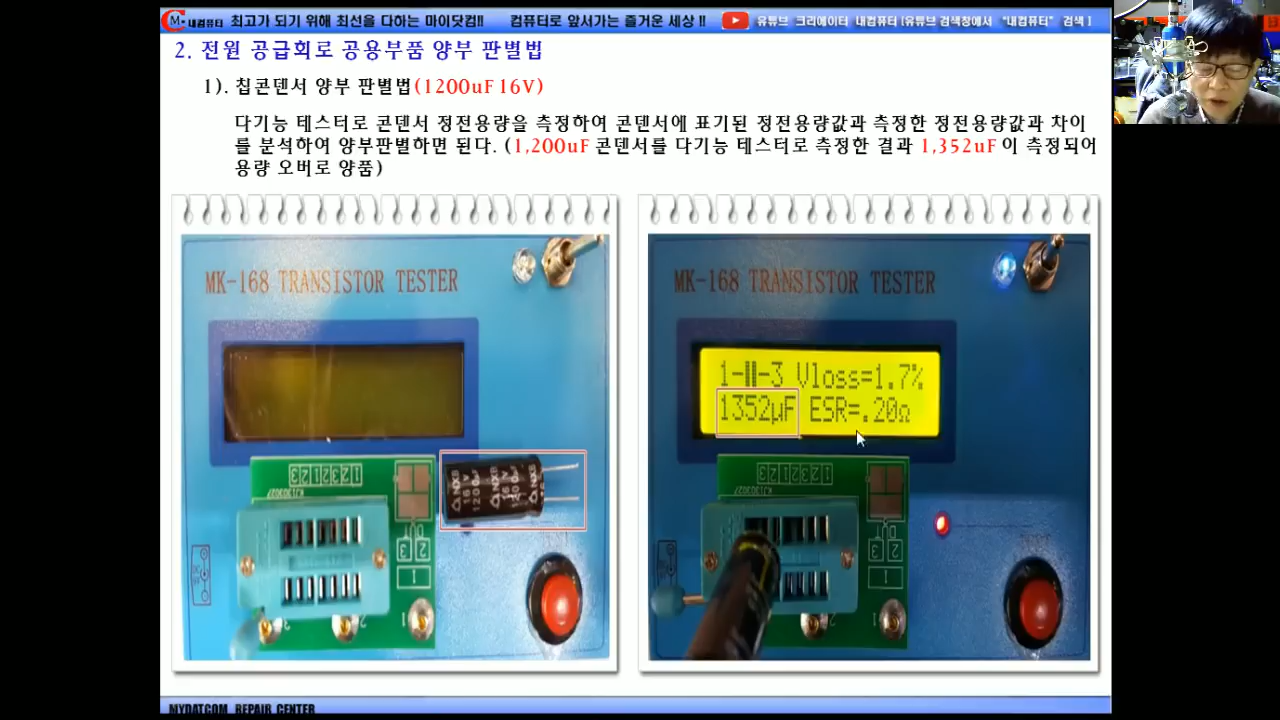 내컴퓨터 최고가 되기 위해 최선을 다하는 마이닷컴!! 컴퓨터로 앞서가는 즐거운 세상 !! 유튜브 크리에이터 내컴퓨터 (유튜브 검색창에서 "내컴퓨터" 검색 )
2. 전원 공급회로 공용부품 양부 판별법
1). 칩콘덴서 양부 판별법(1200uF 16V)
다기능 테스터로 콘덴서 정전용량을 측정하여 콘덴서에 표기된 정전용량값과 측정한 정전용량값과 차이
를 분석하여 양부판별하면 된다. (1,200uF 콘덴서를 다기능 테스터로 측정한 결과 1,352uF 이 측정되어
용량 오버로 양품)
MK-168 TRANSISTOR TESTER
MK-168 TRANSISTOR TESTER
1-||-3 Vloss=1.7%
1352µF ESR=.20Ω
NXB
16V
1200uF
KJ1303027
MYDATCOM REPAIR CENTER